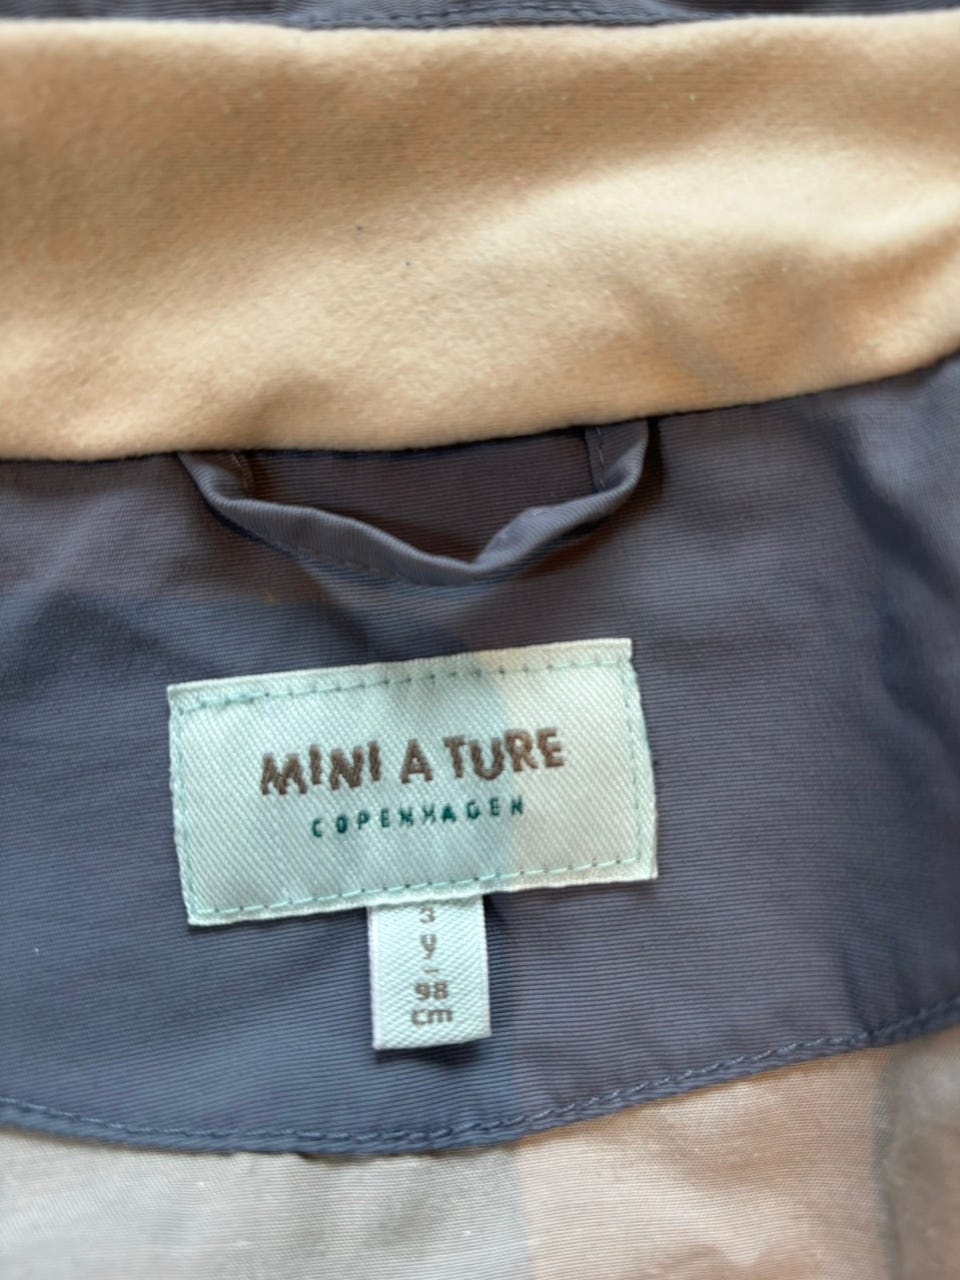 MINI A TURE
COPENHAGEN
3
y
-
98
cm